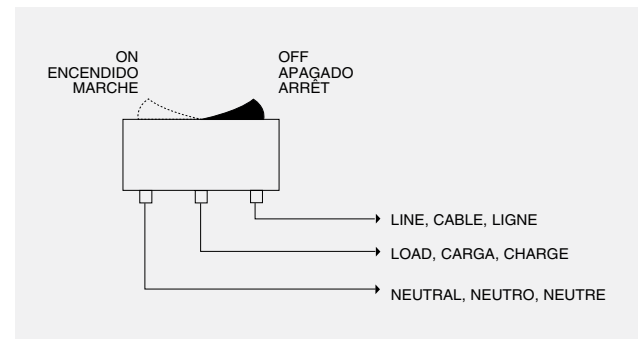 ON
ENCENDIDO
MARCHE
OFF
APAGADO
ARRÊT
LINE, CABLE, LIGNE
LOAD, CARGA, CHARGE
NEUTRAL, NEUTRO, NEUTRE